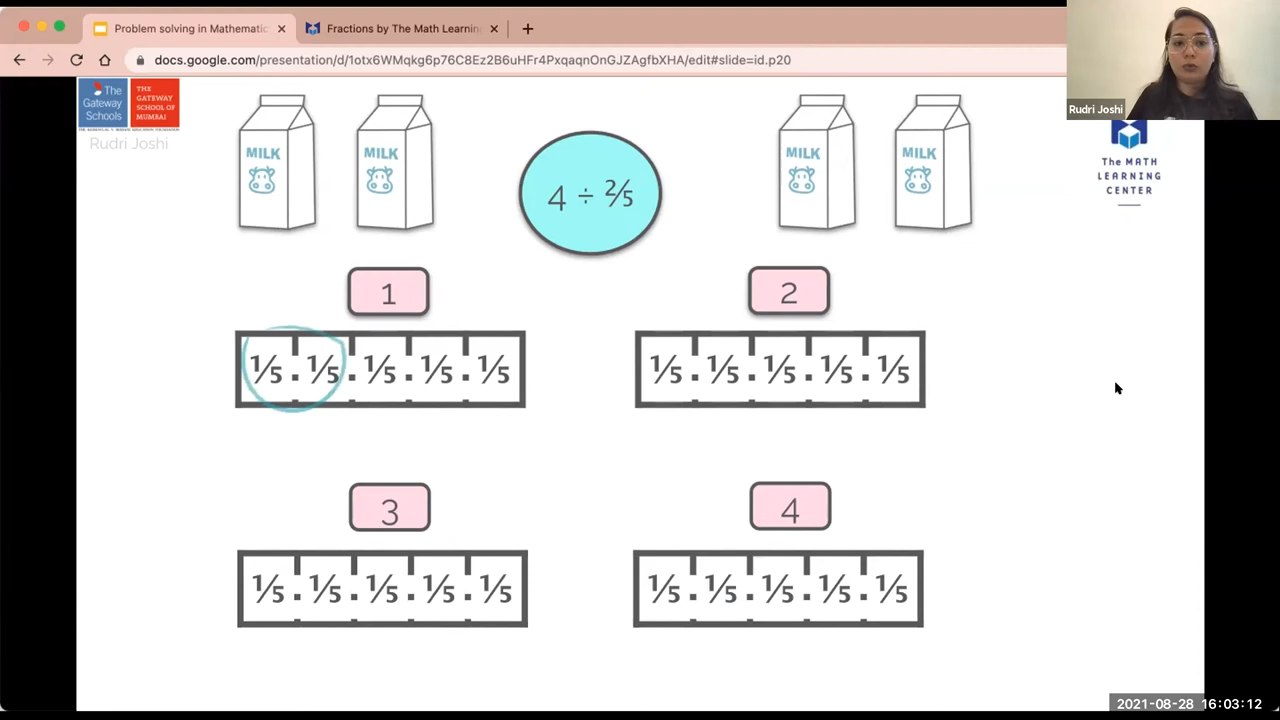 Problem solving in Mathematic
Fractions by The Math Learnin
docs.google.com/presentation/d/1otx6WMqkg6p76C8Ez2B6uHFr4PxqaqnOnGJZAgfbXHA/edit#slide=id.p20
Rudri Joshi
The Gateway Schools
THE GATEWAY SCHOOL OF MUMBAI
Rudri Joshi
MILK
MILK
4 ÷ ⅖
MILK
MILK
The MATH
LEARNING
CENTER
1
2
⅕ ⅕ ⅕ ⅕ ⅕
⅕ ⅕ ⅕ ⅕ ⅕
3
4
⅕ ⅕ ⅕ ⅕ ⅕
⅕ ⅕ ⅕ ⅕ ⅕
2021-08-28 16:03:12